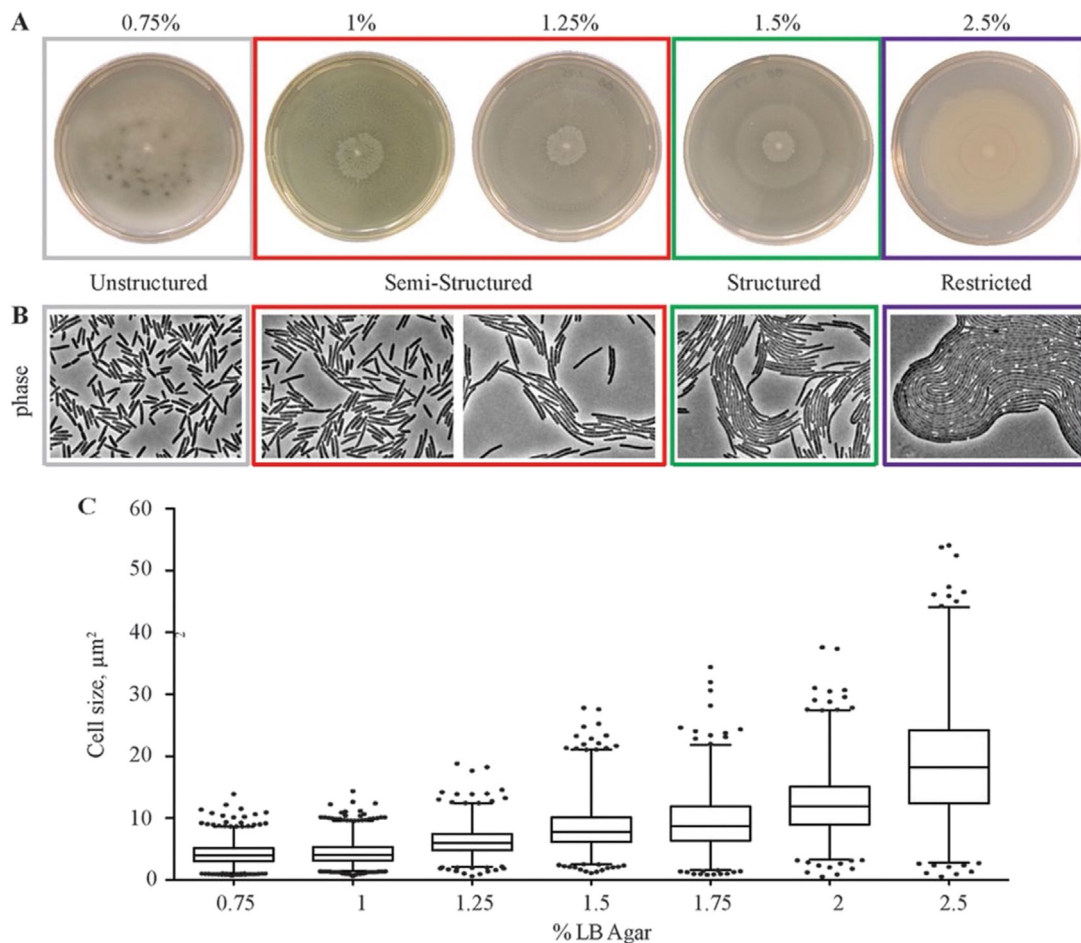 A 0.75% 1% 1.25% 1.5% 2.5%
Unstructured Semi-Structured Structured Restricted
B
phase
C
60
50
40
30
20
10
0
Cell size, µm²
2
0.75 1 1.25 1.5 1.75 2 2.5
% LB Agar